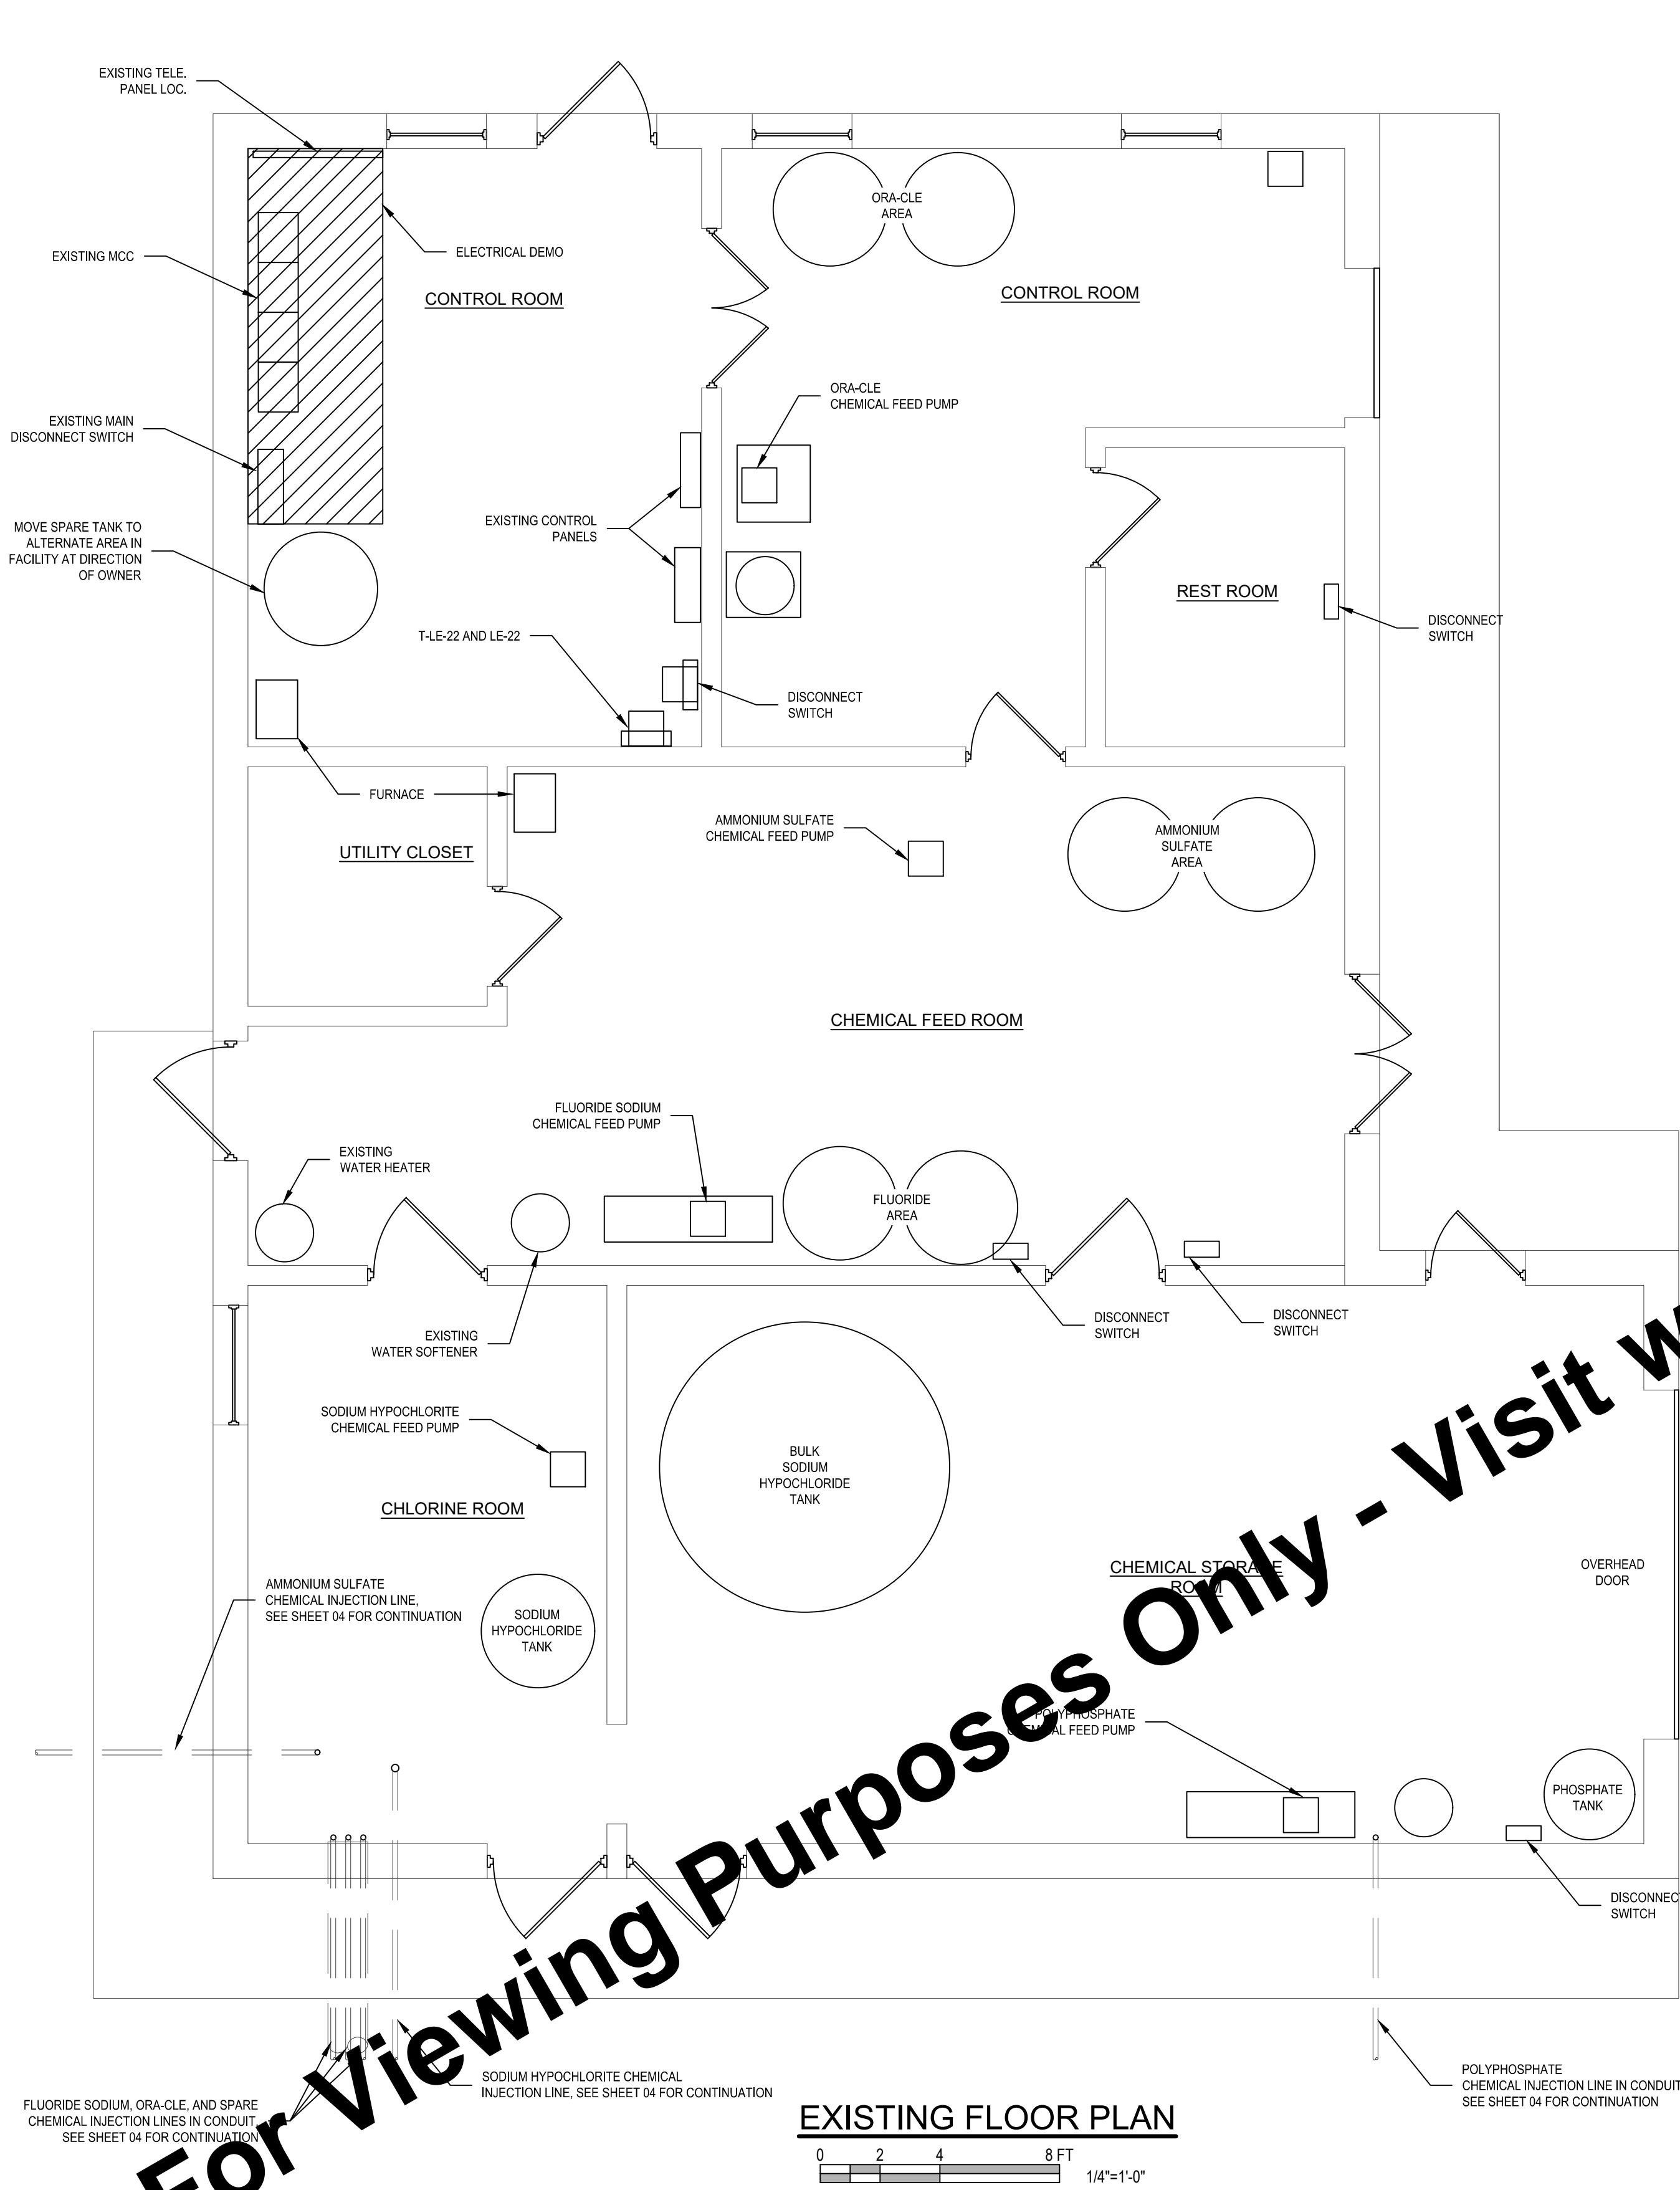 EXISTING TELE.
PANEL LOC.
ORA-CLE
AREA
EXISTING MCC
ELECTRICAL DEMO
CONTROL ROOM
CONTROL ROOM
ORA-CLE
CHEMICAL FEED PUMP
EXISTING MAIN
DISCONNECT SWITCH
MOVE SPARE TANK TO
ALTERNATE AREA IN
FACILITY AT DIRECTION
OF OWNER
EXISTING CONTROL
PANELS
REST ROOM
DISCONNECT
SWITCH
T-LE-22 AND LE-22
DISCONNECT
SWITCH
FURNACE
AMMONIUM SULFATE
CHEMICAL FEED PUMP
AMMONIUM
SULFATE
AREA
UTILITY CLOSET
CHEMICAL FEED ROOM
FLUORIDE SODIUM
CHEMICAL FEED PUMP
EXISTING
WATER HEATER
FLUORIDE
AREA
DISCONNECT
SWITCH
DISCONNECT
SWITCH
EXISTING
WATER SOFTENER
SODIUM HYPOCHLORITE
CHEMICAL FEED PUMP
BULK
SODIUM
HYPOCHLORIDE
TANK
CHLORINE ROOM
CHEMICAL STORAGE
ROOM
OVERHEAD
DOOR
AMMONIUM SULFATE
CHEMICAL INJECTION LINE,
SEE SHEET 04 FOR CONTINUATION
SODIUM
HYPOCHLORIDE
TANK
POLYPHOSPHATE
CHEMICAL FEED PUMP
PHOSPHATE
TANK
DISCONNEC
SWITCH
SODIUM HYPOCHLORITE CHEMICAL
INJECTION LINE, SEE SHEET 04 FOR CONTINUATION
POLYPHOSPHATE
CHEMICAL INJECTION LINE IN CONDUIT
SEE SHEET 04 FOR CONTINUATION
FLUORIDE SODIUM, ORA-CLE, AND SPARE
CHEMICAL INJECTION LINES IN CONDUIT,
SEE SHEET 04 FOR CONTINUATION
EXISTING FLOOR PLAN
0 2 4 8 FT
1/4"=1'-0"
For Viewing Purposes Only - Visit w